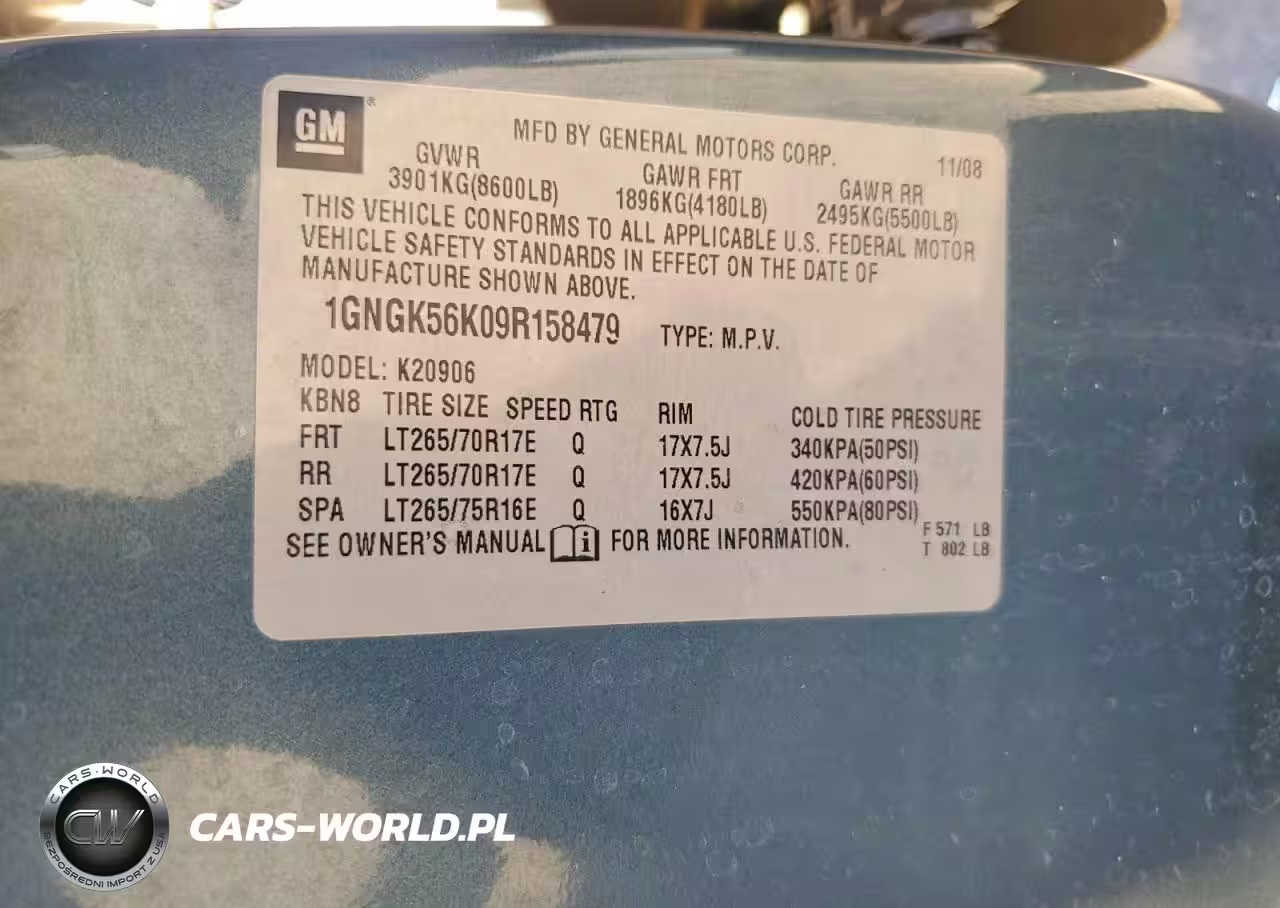 GM®
MFD BY GENERAL MOTORS CORP. 11/08
GVWR GAWR FRT GAWR RR
3901KG(8600LB) 1896KG(4180LB) 2495KG(5500LB)
THIS VEHICLE CONFORMS TO ALL APPLICABLE U.S. FEDERAL MOTOR
VEHICLE SAFETY STANDARDS IN EFFECT ON THE DATE OF
MANUFACTURE SHOWN ABOVE.
1GNGK56K09R158479 TYPE: M.P.V.
MODEL: K20906
KBN8 TIRE SIZE SPEED RTG RIM COLD TIRE PRESSURE
FRT LT265/70R17E Q 17X7.5J 340KPA(50PSI)
RR LT265/70R17E Q 17X7.5J 420KPA(60PSI)
SPA LT265/75R16E Q 16X7J 550KPA(80PSI)
SEE OWNER'S MANUAL i FOR MORE INFORMATION.
F 571 LB
T 802 LB
CARS-WORLD
CW
BEZPOŚREDNI IMPORT Z USA
CARS-WORLD.PL